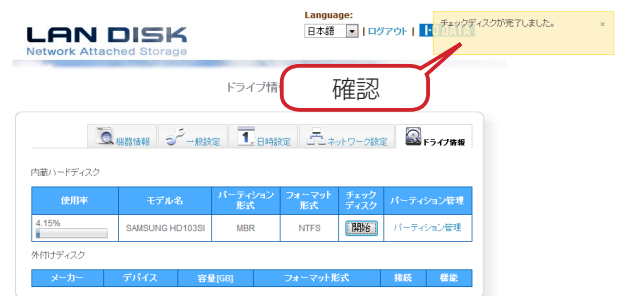 LAN DISK
Network Attached Storage
Language:
日本語 | ログアウト |
I-O DATA
チェックディスクが完了しました。 ×
ドライブ情
確認
機器情報 一般設定 1 日時設定 ネットワーク設定 ドライブ情報
内蔵ハードディスク
使用率 モデル名 パーティション形式 フォーマット形式 チェックディスク パーティション管理
4.15% SAMSUNG HD103SI MBR NTFS 開始 パーティション管理
外付けディスク
メーカー デバイス 容量[GB] フォーマット形式 接続 機能